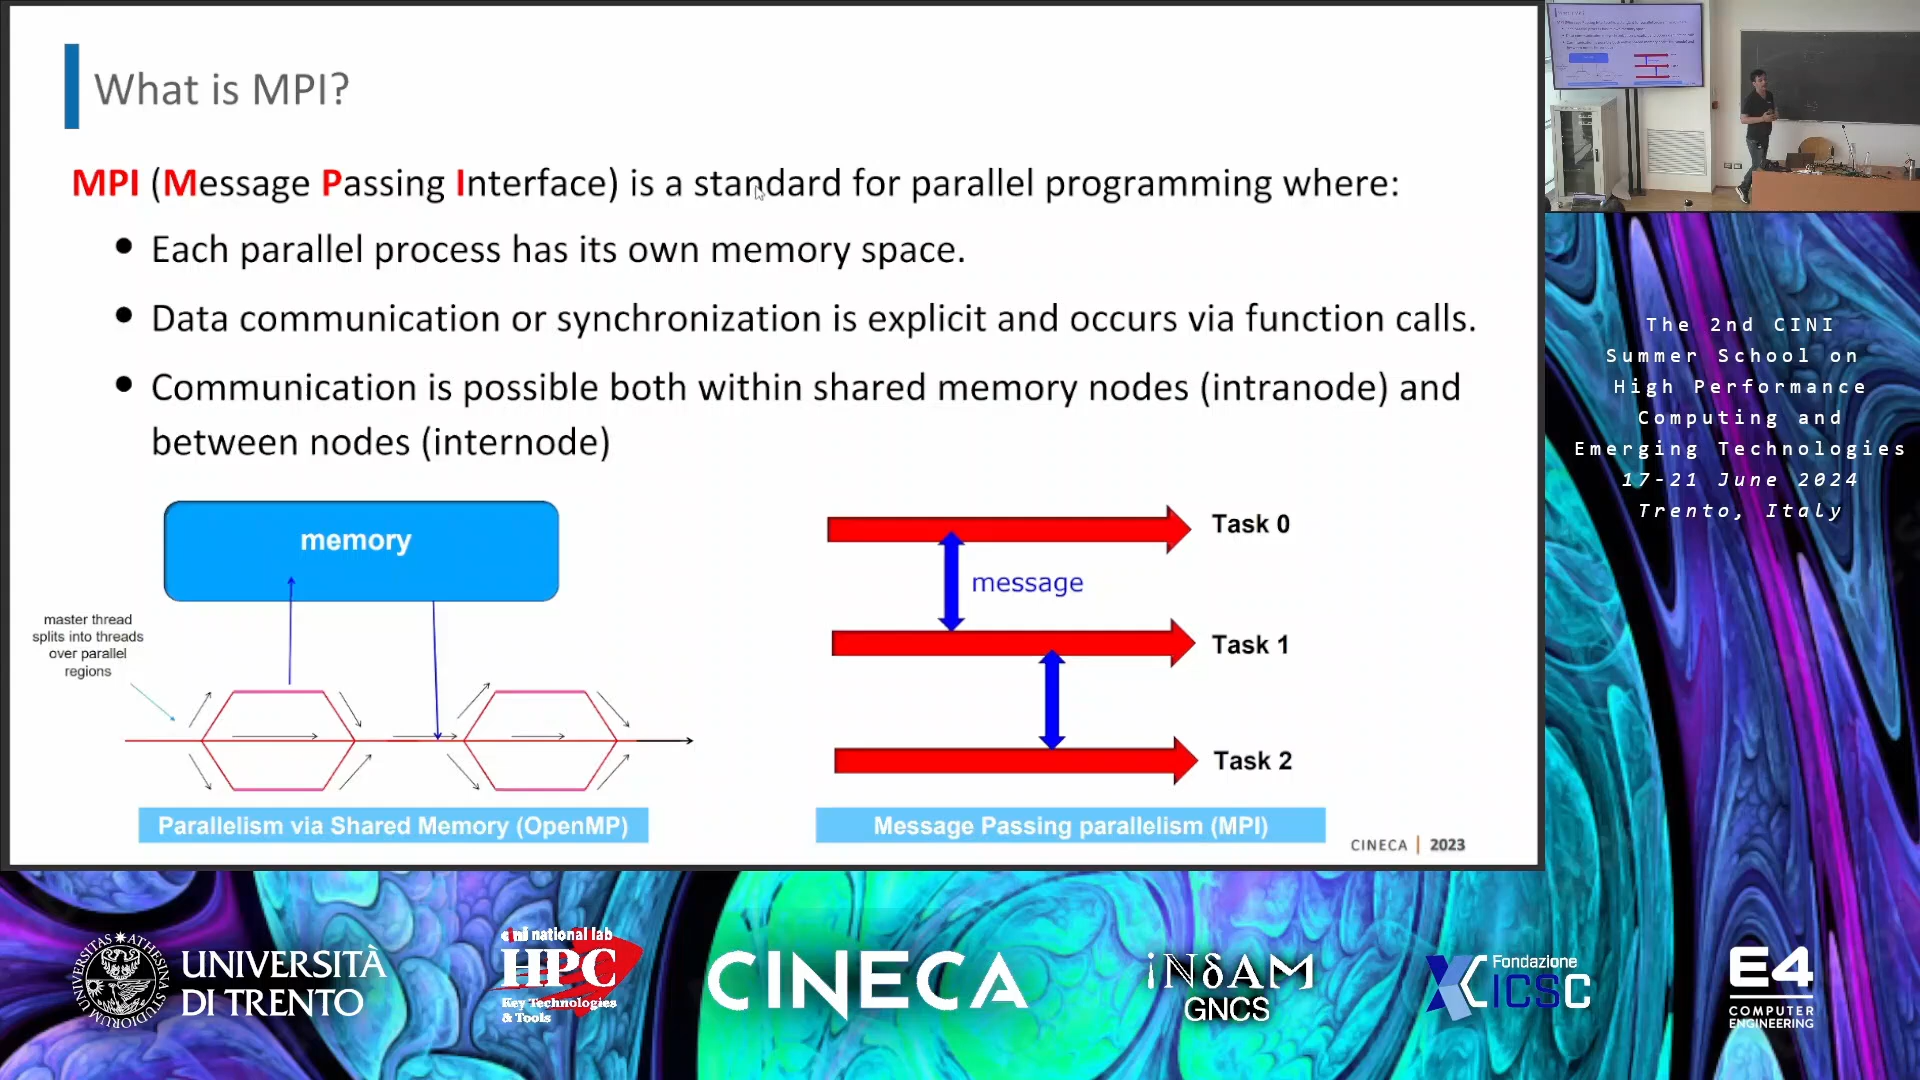 What is MPI?
MPI (Message Passing Interface) is a standard for parallel programming where:
• Each parallel process has its own memory space.
• Data communication or synchronization is explicit and occurs via function calls.
• Communication is possible both within shared memory nodes (intranode) and
between nodes (internode)
memory
master thread
splits into threads
over parallel
regions
Parallelism via Shared Memory (OpenMP)
Task 0
message
Task 1
Task 2
Message Passing parallelism (MPI)
CINECA | 2023
The 2nd CINI
Summer School on
High Performance
Computing and
Emerging Technologies
17-21 June 2024
Trento, Italy
UNIVERSITÀ
DI TRENTO
cini national lab
HPC
Key Technologies
& Tools
CINECA
iNδAM
GNCS
Fondazione
ICSC
E4
COMPUTER
ENGINEERING